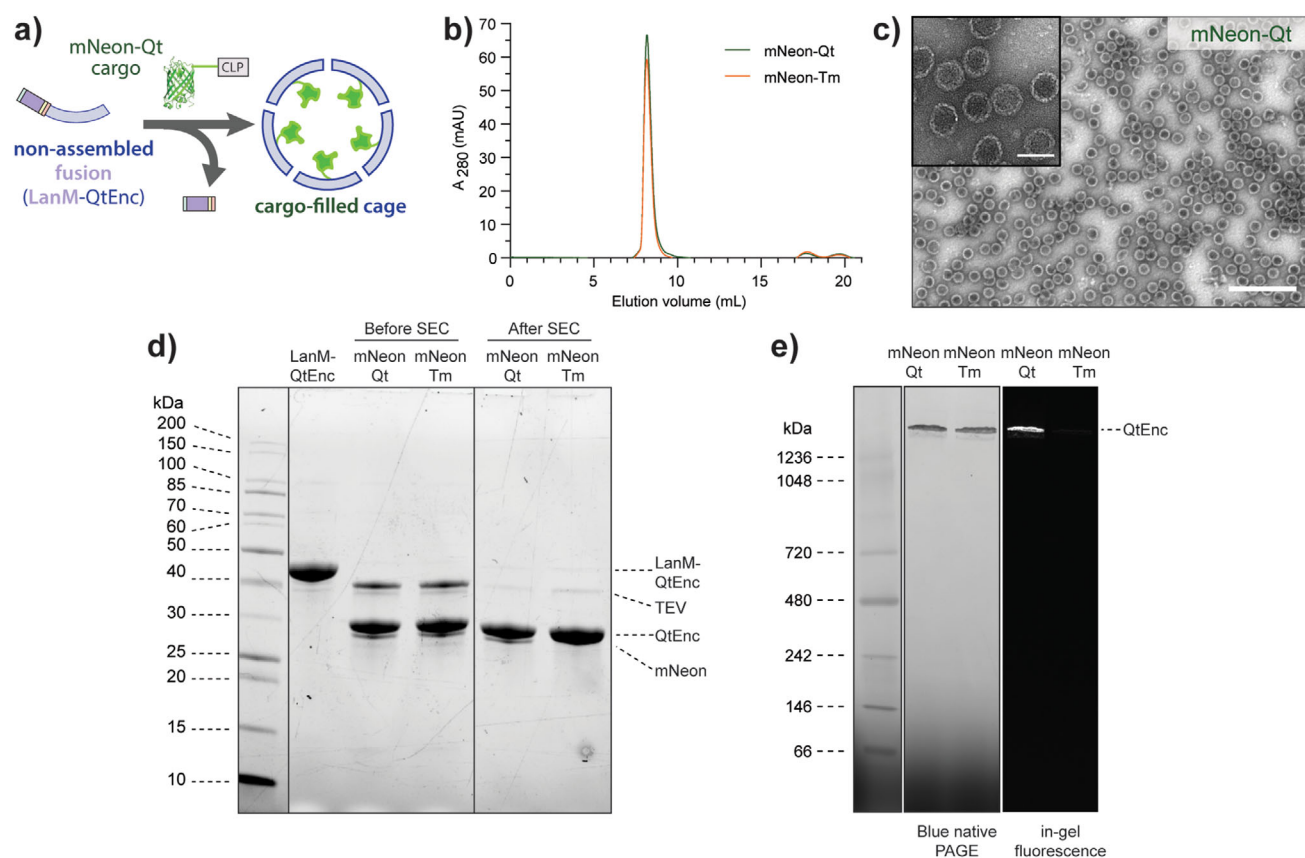 a)
mNeon-Qt
cargo
CLP
non-assembled
fusion
(LanM-QtEnc)
cargo-filled cage
b)
70
60
50
40
30
20
10
0
A 280 (mAU)
mNeon-Qt
mNeon-Tm
0
5
10
15
20
Elution volume (mL)
c)
mNeon-Qt
d)
Before SEC
After SEC
LanM-
QtEnc
mNeon
Qt
mNeon
Tm
mNeon
Qt
mNeon
Tm
kDa
200
150
100
85
70
60
50
40
30
25
20
15
10
LanM-
QtEnc
TEV
QtEnc
mNeon
e)
mNeon
Qt
mNeon
Tm
mNeon
Qt
mNeon
Tm
kDa
1236
1048
720
480
242
146
66
QtEnc
Blue native
PAGE
in-gel
fluorescence